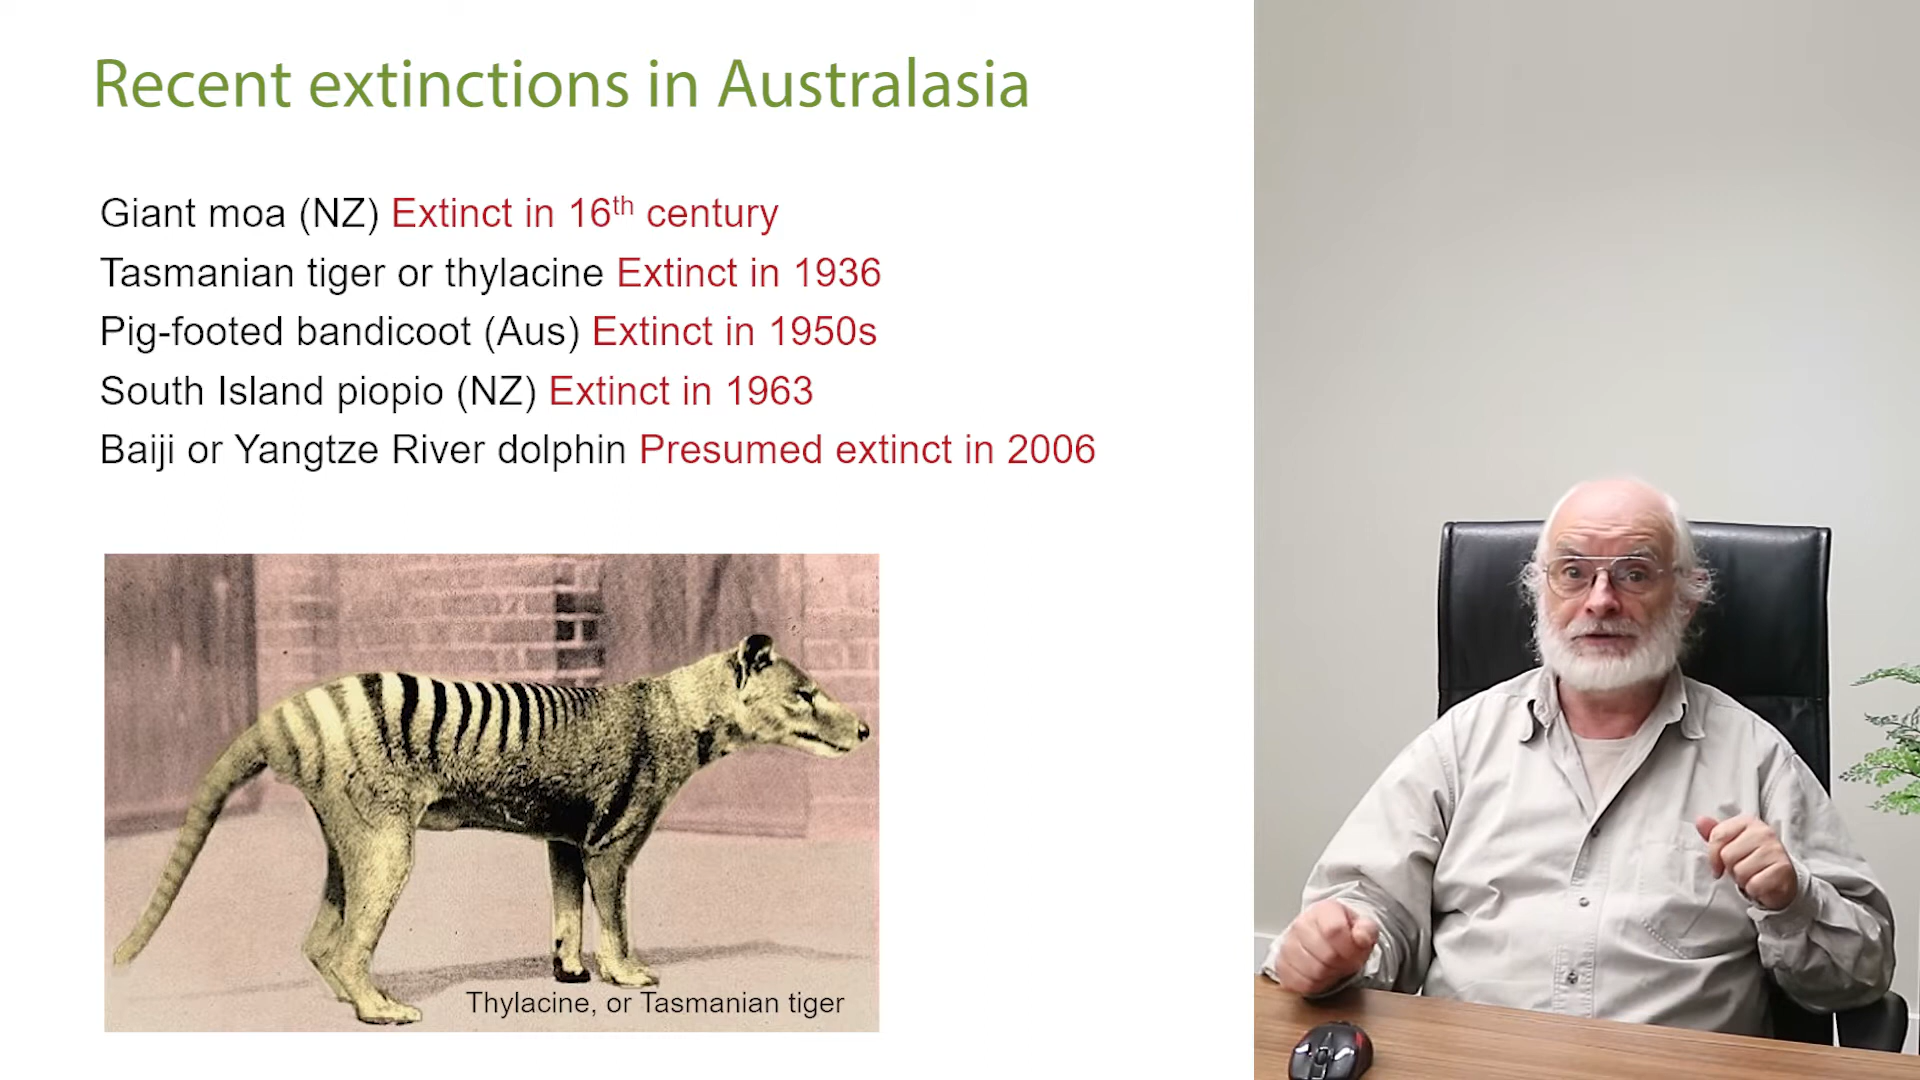 Recent extinctions in Australasia
Giant moa (NZ) Extinct in 16th century
Tasmanian tiger or thylacine Extinct in 1936
Pig-footed bandicoot (Aus) Extinct in 1950s
South Island piopio (NZ) Extinct in 1963
Baiji or Yangtze River dolphin Presumed extinct in 2006
Thylacine, or Tasmanian tiger